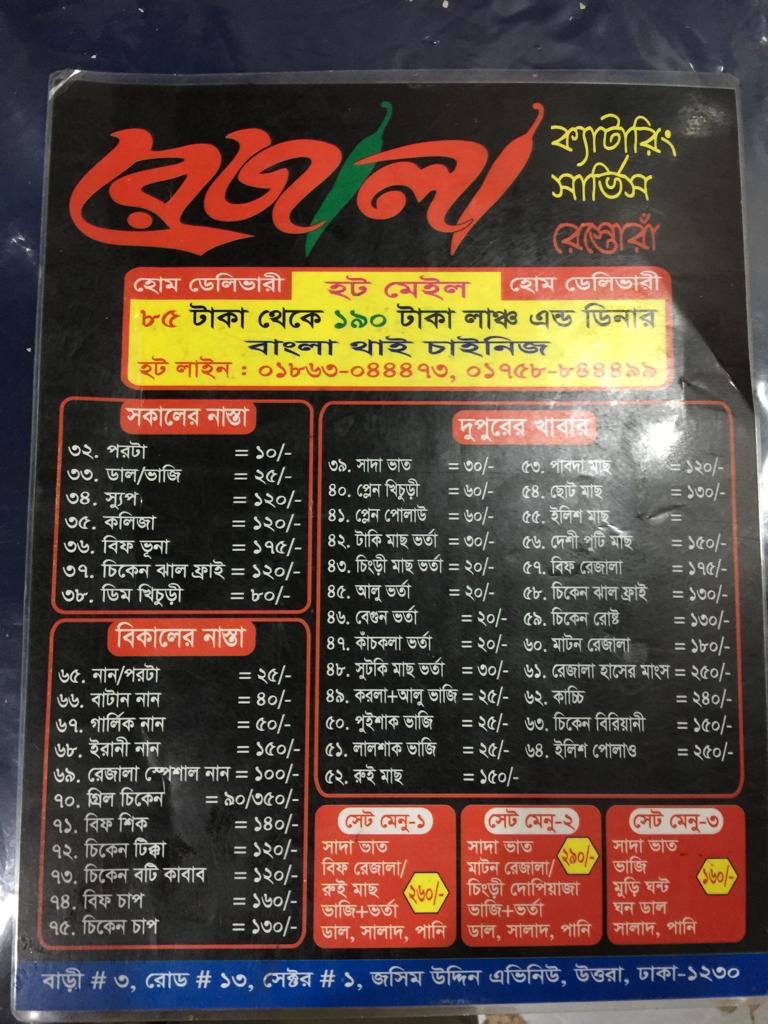 রেজালা
ক্যাটারিং
সার্ভিস
রেস্তোরাঁ
হোম ডেলিভারী হট মেইল হোম ডেলিভারী
৮৫ টাকা থেকে ১৯০ টাকা লাঞ্চ এন্ড ডিনার
বাংলা থাই চাইনিজ
হট লাইন : ০১৮৬৩-০৪৪৪৭৩, ০১৭৫৮-৮৪৪৪৯৯
সকালের নাস্তা
৩২. পরটা = ১০/-
৩৩. ডাল/ভাজি = ২৫/-
৩৪. স্যুপ = ১২০/-
৩৫. কলিজা = ১২০/-
৩৬. বিফ ভূনা = ১৭৫/-
৩৭. চিকেন ঝাল ফ্রাই = ১২০/-
৩৮. ডিম খিচুড়ী = ৮০/-
বিকালের নাস্তা
৬৫. নান/পরটা = ২৫/-
৬৬. বাটান নান = ৪০/-
৬৭. গার্লিক নান = ৫০/-
৬৮. ইরানী নান = ১৫০/-
৬৯. রেজালা স্পেশাল নান = ১০০/-
৭০. গ্রিল চিকেন = ৯০/৩৫০/-
৭১. বিফ শিক = ১৪০/-
৭২. চিকেন টিক্কা = ১২০/-
৭৩. চিকেন বটি কাবাব = ১২০/-
৭৪. বিফ চাপ = ১৬০/-
৭৫. চিকেন চাপ = ১৩০/-
দুপুরের খাবার
৩৯. সাদা ভাত = ৩০/-
৪০. প্লেন খিচুড়ী = ৬০/-
৪১. প্লেন পোলাউ = ৬০/-
৪২. টাকি মাছ ভর্তা = ৩০/-
৪৩. চিংড়ী মাছ ভর্তা = ২০/-
৪৫. আলু ভর্তা = ২০/-
৪৬. বেগুন ভর্তা = ২০/-
৪৭. কাঁচকলা ভর্তা = ২০/-
৪৮. সুটকি মাছ ভর্তা = ৩০/-
৪৯. করলা+আলু ভাজি = ২৫/-
৫০. পুইশাক ভাজি = ২৫/-
৫১. লালশাক ভাজি = ২৫/-
৫২. রুই মাছ = ১৫০/-
৫৩. পাবদা মাছ = ১২০/-
৫৪. ছোট মাছ = ১৩০/-
৫৫. ইলিশ মাছ =
৫৬. দেশী পুটি মাছ = ১৫০/-
৫৭. বিফ রেজালা = ১৭৫/-
৫৮. চিকেন ঝাল ফ্রাই = ১৩০/-
৫৯. চিকেন রোষ্ট = ১৩০/-
৬০. মাটন রেজালা = ১৮০/-
৬১. রেজালা হাসের মাংস = ২৫০/-
৬২. কাচ্চি = ২৪০/-
৬৩. চিকেন বিরিয়ানী = ১৫০/-
৬৪. ইলিশ পোলাও = ২৫০/-
সেট মেনু-১
সাদা ভাত
বিফ রেজালা/
রুই মাছ
ভাজি+ভর্তা
ডাল, সালাদ, পানি
২৬০/-
সেট মেনু-২
সাদা ভাত
মাটন রেজালা/
চিংড়ী দোপিয়াজা
ভাজি+ভর্তা
ডাল, সালাদ, পানি
২৯০/-
সেট মেনু-৩
সাদা ভাত
ভাজি
মুড়ি ঘন্ট
ঘন ডাল
সালাদ, পানি
১৬০/-
বাড়ী # ৩, রোড # ১৩, সেক্টর # ১, জসিম উদ্দিন এভিনিউ, উত্তরা, ঢাকা-১২৩০